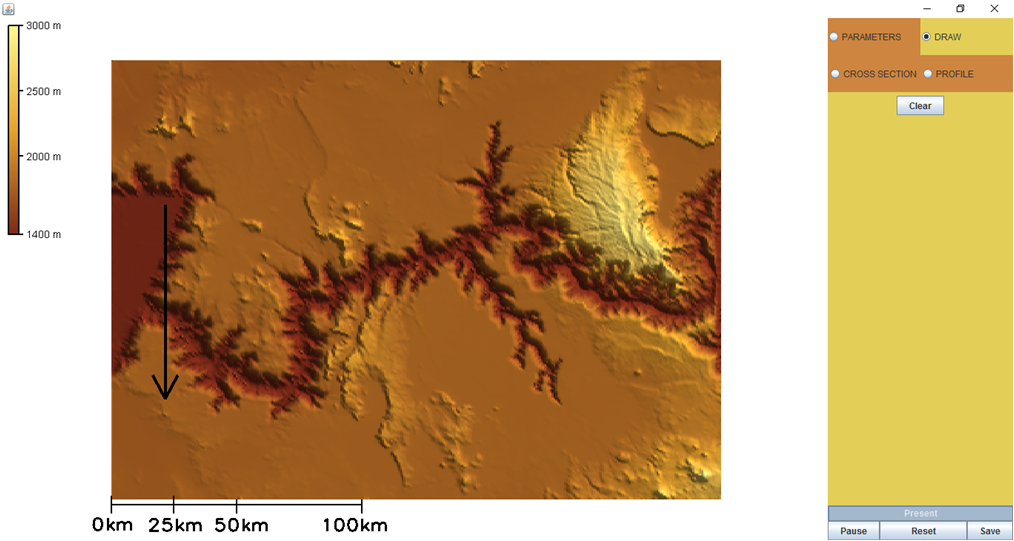 3000 m
2500 m
2000 m
1400 m
PARAMETERS DRAW
CROSS SECTION PROFILE
Clear
0km 25km 50km 100km
Present
Pause Reset Save